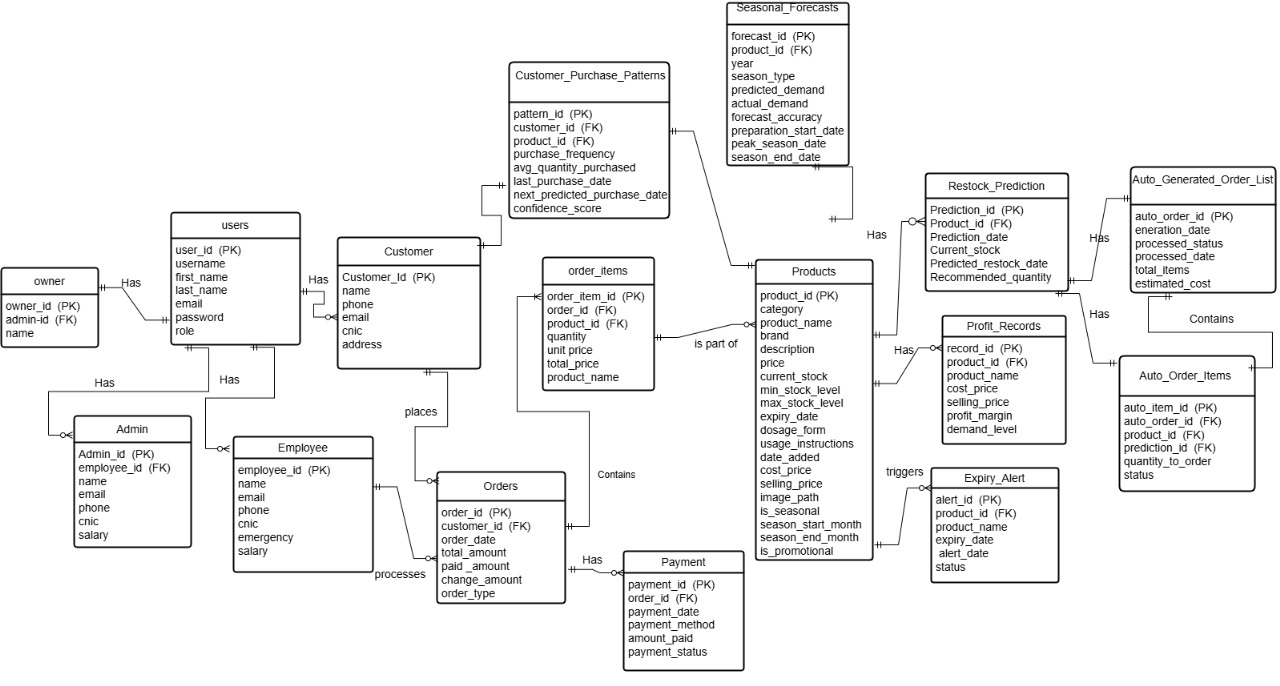 Seasonal_Forecasts
forecast_id (PK)
product_id (FK)
year
season_type
predicted_demand
actual_demand
forecast_accuracy
preparation_start_date
peak_season_date
season_end_date
Customer_Purchase_Patterns
pattern_id (PK)
customer_id (FK)
product_id (FK)
purchase_frequency
avg_quantity_purchased
last_purchase_date
next_predicted_purchase_date
confidence_score
Restock_Prediction
Prediction_id (PK)
Product_id (FK)
Prediction_date
Current_stock
Predicted_restock_date
Recommended_quantity
Has
Auto_Generated_Order_List
auto_order_id (PK)
eneration_date
processed_status
processed_date
total_items
estimated_cost
Has
Has
Contains
users
user_id (PK)
username
first_name
last_name
email
password
role
owner
owner_id (PK)
admin-id (FK)
name
Has
Has
Customer
Customer_Id (PK)
name
phone
email
cnic
address
order_items
order_item_id (PK)
order_id (FK)
product_id (FK)
quantity
unit price
total_price
product_name
is part of
Products
product_id (PK)
category
product_name
brand
description
price
current_stock
min_stock_level
max_stock_level
expiry_date
dosage_form
usage_instructions
date_added
cost_price
selling_price
image_path
is_seasonal
season_start_month
season_end_month
is_promotional
Has
Profit_Records
record_id (PK)
product_id (FK)
product_name
cost_price
selling_price
profit_margin
demand_level
Auto_Order_Items
auto_item_id (PK)
auto_order_id (FK)
product_id (FK)
prediction_id (FK)
quantity_to_order
status
Has
Has
places
Admin
Admin_id (PK)
employee_id (FK)
name
email
phone
cnic
salary
Employee
employee_id (PK)
name
email
phone
cnic
emergency
salary
processes
Orders
order_id (PK)
customer_id (FK)
order_date
total_amount
paid_amount
change_amount
order_type
Contains
Has
Payment
payment_id (PK)
order_id (FK)
payment_date
payment_method
amount_paid
payment_status
triggers
Expiry_Alert
alert_id (PK)
product_id (FK)
product_name
expiry_date
alert_date
status